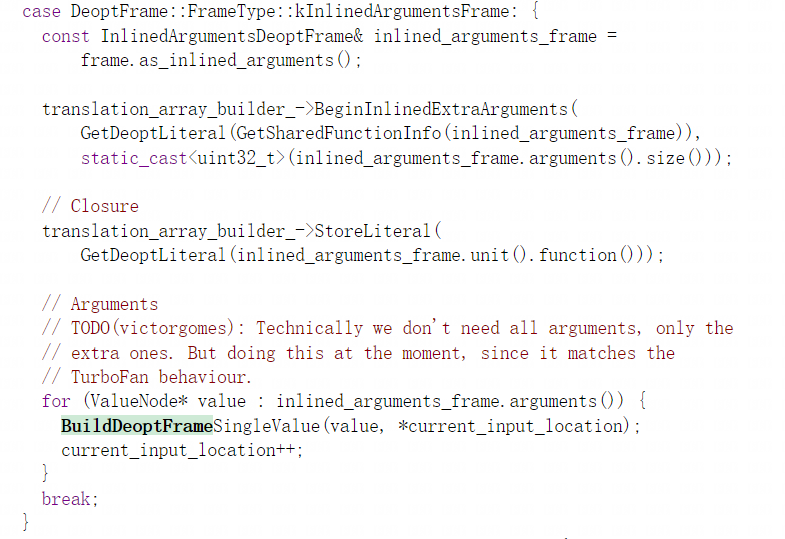 case DeoptFrame::FrameType::kInlinedArgumentsFrame: {
  const InlinedArgumentsDeoptFrame& inlined_arguments_frame =
      frame.as_inlined_arguments();

  translation_array_builder_->BeginInlinedExtraArguments(
      GetDeoptLiteral(GetSharedFunctionInfo(inlined_arguments_frame)),
      static_cast<uint32_t>(inlined_arguments_frame.arguments().size()));

  // Closure
  translation_array_builder_->StoreLiteral(
      GetDeoptLiteral(inlined_arguments_frame.unit().function()));

  // Arguments
  // TODO(victorgomes): Technically we don't need all arguments, only the
  // extra ones. But doing this at the moment, since it matches the
  // TurboFan behaviour.
  for (ValueNode* value : inlined_arguments_frame.arguments()) {
    BuildDeoptFrameSingleValue(value, *current_input_location);
    current_input_location++;
  }
  break;
}